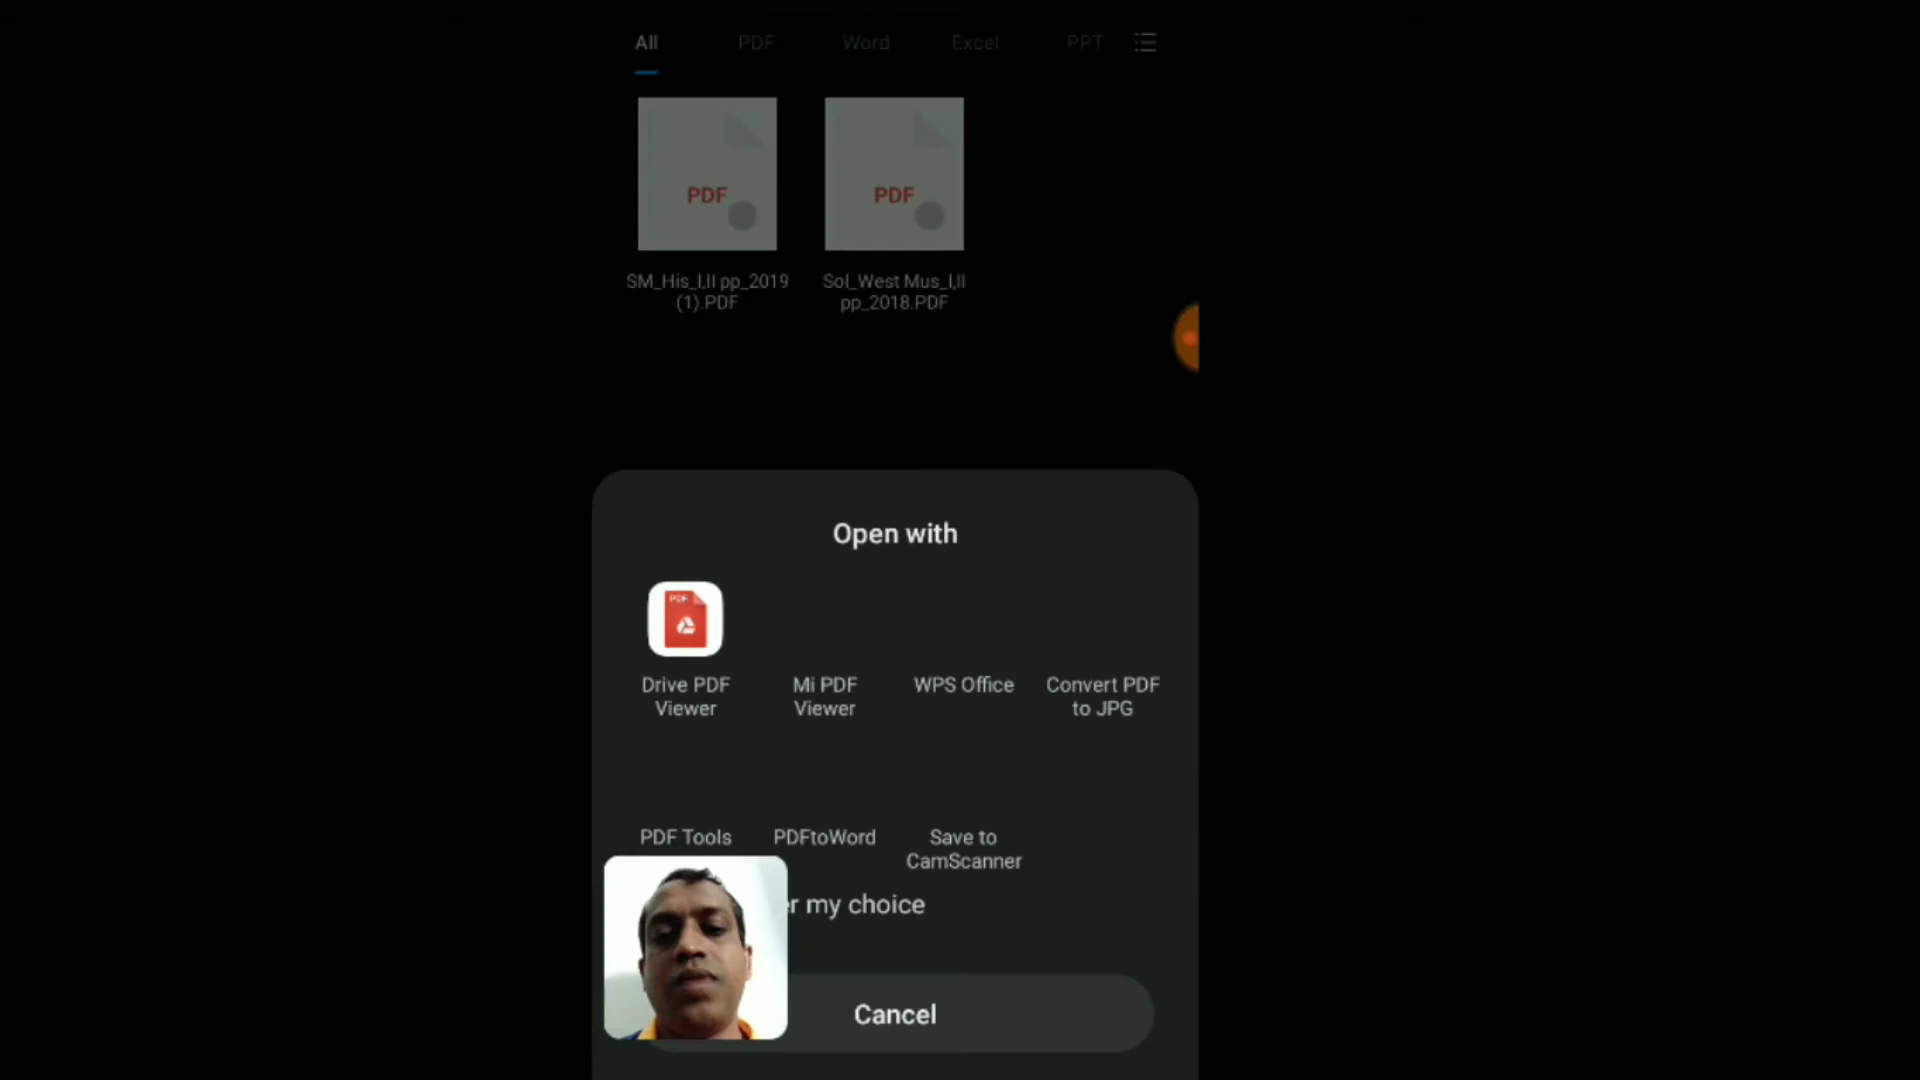 All PDF Word Excel PPT
PDF PDF
SM_His_I,II pp_2019
(1).PDF
Sol_West Mus_I,II
pp_2018.PDF
Open with
PDF
Drive PDF
Viewer
Mi PDF
Viewer
WPS Office
Convert PDF
to JPG
PDF Tools
PDFtoWord
Save to
CamScanner
er my choice
Cancel